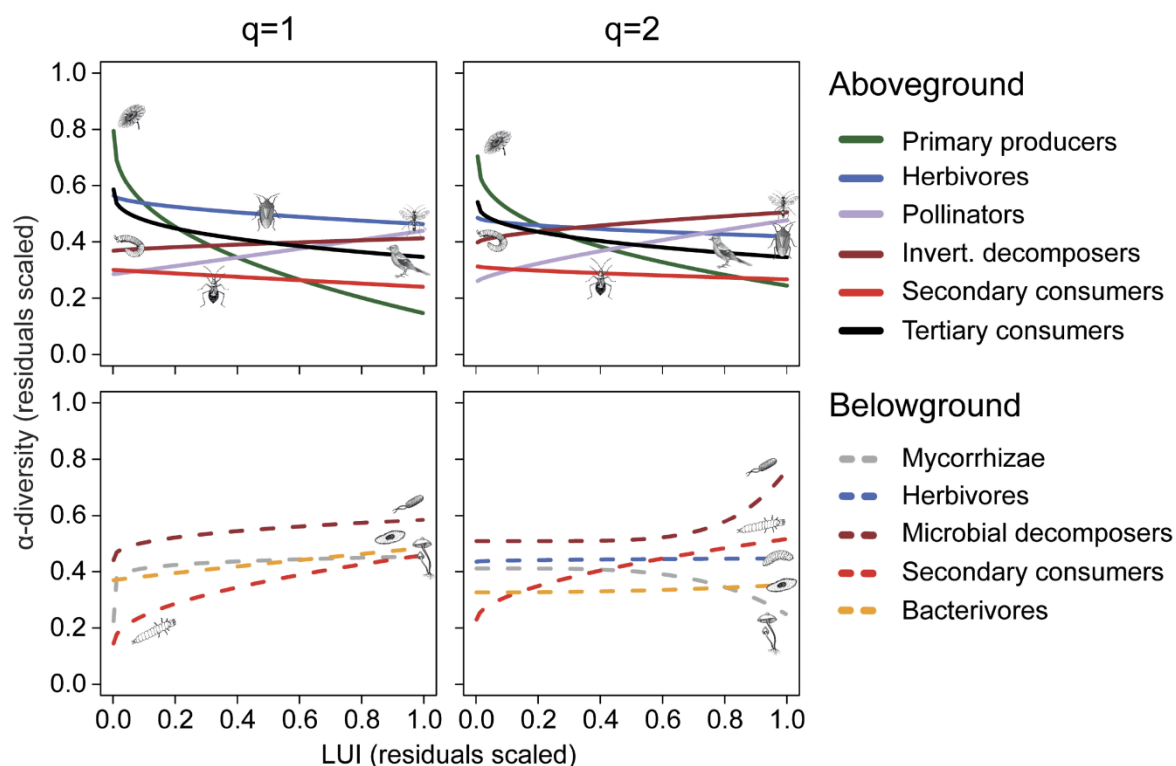 q=1
q=2
α-diversity (residuals scaled)
1.0
0.8
0.6
0.4
0.2
0.0
1.0
0.8
0.6
0.4
0.2
0.0
0.0 0.2 0.4 0.6 0.8 1.0
0.0 0.2 0.4 0.6 0.8 1.0
LUI (residuals scaled)
Aboveground
Primary producers
Herbivores
Pollinators
Invert. decomposers
Secondary consumers
Tertiary consumers
Belowground
Mycorrhizae
Herbivores
Microbial decomposers
Secondary consumers
Bacterivores